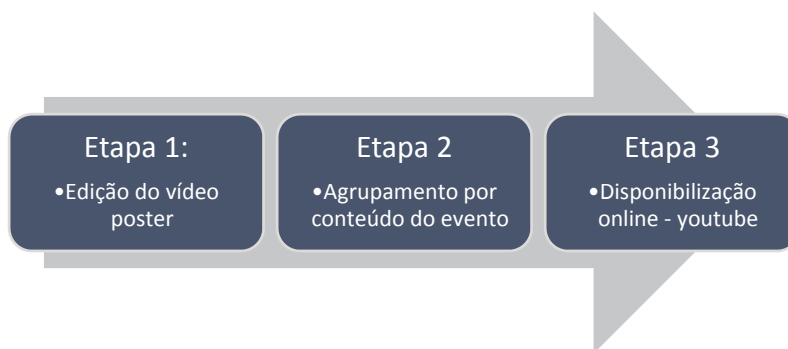 Etapa 1:
•Edição do vídeo
poster
Etapa 2
•Agrupamento por
conteúdo do evento
Etapa 3
•Disponibilização
online - youtube